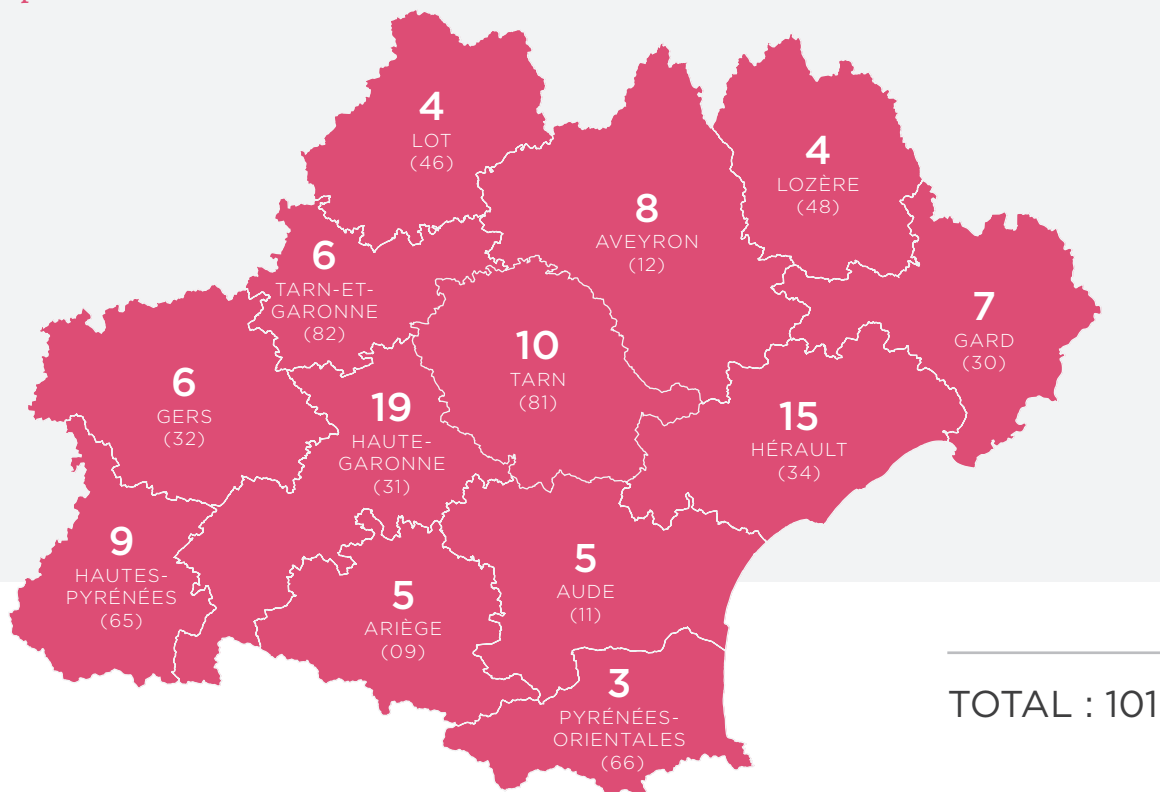 4
LOT
(46)
4
LOZÈRE
(48)
8
AVEYRON
(12)
6
TARN-ET-
GARONNE
(82)
7
GARD
(30)
10
TARN
(81)
6
GERS
(32)
19
HAUTE-
GARONNE
(31)
15
HÉRAULT
(34)
9
HAUTES-
PYRÉNÉES
(65)
5
AUDE
(11)
5
ARIÈGE
(09)
3
PYRÉNÉES-
ORIENTALES
(66)
TOTAL : 101